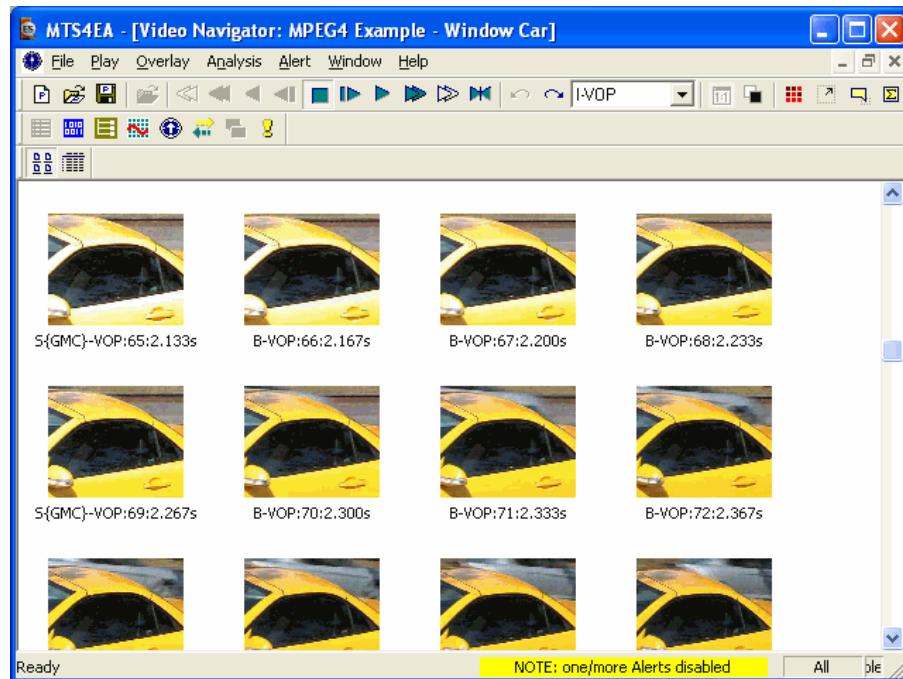 MTS4EA - [Video Navigator: MPEG4 Example - Window Car]
File Play Overlay Analysis Alert Window Help
I-VOP
S{GMC}-VOP:65:2.133s B-VOP:66:2.167s B-VOP:67:2.200s B-VOP:68:2.233s
S{GMC}-VOP:69:2.267s B-VOP:70:2.300s B-VOP:71:2.333s B-VOP:72:2.367s
Ready NOTE: one/more Alerts disabled All ple